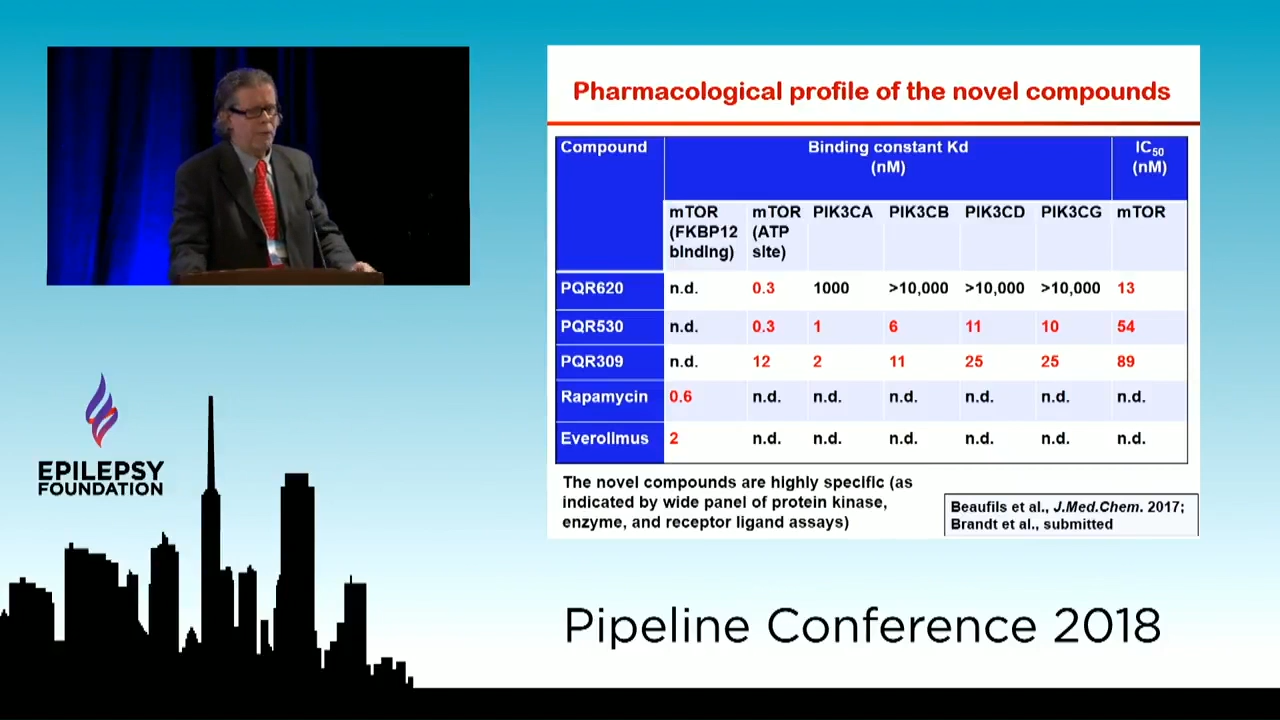 Pharmacological profile of the novel compounds
Compound Binding constant Kd IC50
(nM) (nM)
mTOR mTOR PIK3CA PIK3CB PIK3CD PIK3CG mTOR
(FKBP12 (ATP
binding) site)
PQR620 n.d. 0.3 1000 >10,000 >10,000 >10,000 13
PQR530 n.d. 0.3 1 6 11 10 54
PQR309 n.d. 12 2 11 25 25 89
Rapamycin 0.6 n.d. n.d. n.d. n.d. n.d. n.d.
Everolimus 2 n.d. n.d. n.d. n.d. n.d. n.d.
The novel compounds are highly specific (as
indicated by wide panel of protein kinase,
enzyme, and receptor ligand assays)
Beaufils et al., J.Med.Chem. 2017;
Brandt et al., submitted
EPILEPSY
FOUNDATION
Pipeline Conference 2018